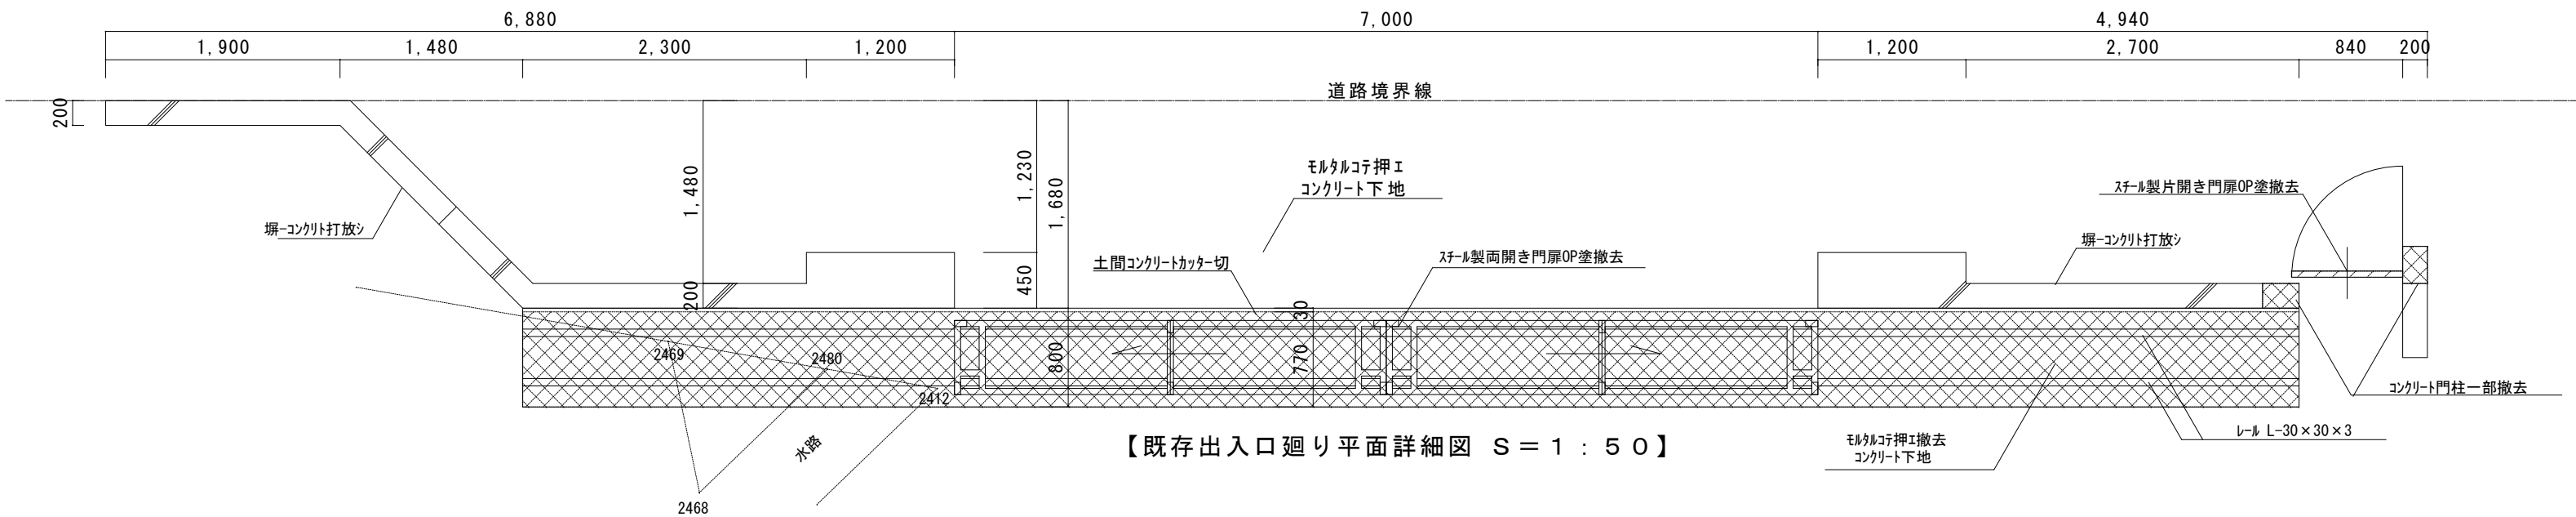 6,880
7,000
4,940
1,900
1,480
2,300
1,200
1,200
2,700
840
200
道路境界線
200
1,480
1,230
1,680
モルタルコテ押エ
コンクリート下地
スチール製片開き門扉OP塗撤去
塀-コンクリト打放シ
塀-コンクリト打放シ
土間コンクリートカッター切
スチール製両開き門扉OP塗撤去
450
200
30
2469
2480
800
770
2412
コンクリート門柱一部撤去
水路
【既存出入口廻り平面詳細図 S=1:50】
モルタルコテ押エ撤去
コンクリート下地
レール L-30×30×3
2468